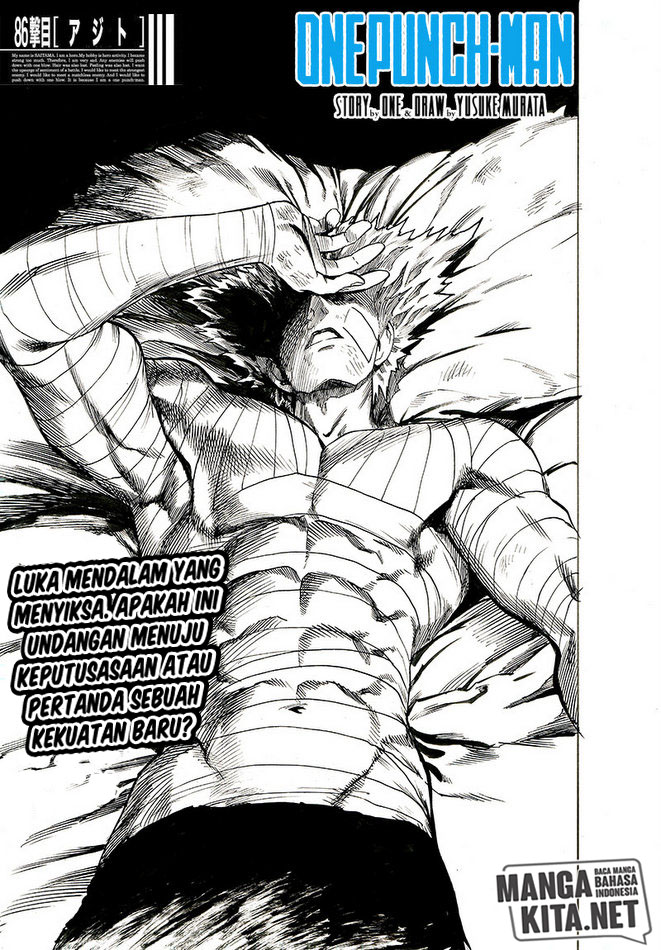 86撃目[アジト]
My name is SAITAMA. I am a hero. My hobby is heroic activity. I became
strong too much. Therefore, I am very sad. Any enemies will push
down with one blow. Hair was also lost. Feeling was also lost. I want
the upsurge of sentiment of a battle. I would like to meet the strongest
enemy. I would like to meet a matchless enemy. And I would like to
push down with one blow. It is because I am a one punch-man.
ONE PUNCH-MAN
STORY by ONE & DRAW by YUSUKE MURATA
LUKA MENDALAM YANG
MENYIKSA. APAKAH INI
UNDANGAN MENUJU
KEPUTUSASAAN ATAU
PERTANDA SEBUAH
KEKUATAN BARU?
MANGA BACA MANGA
BAHASA
INDONESIA
KITA.NET